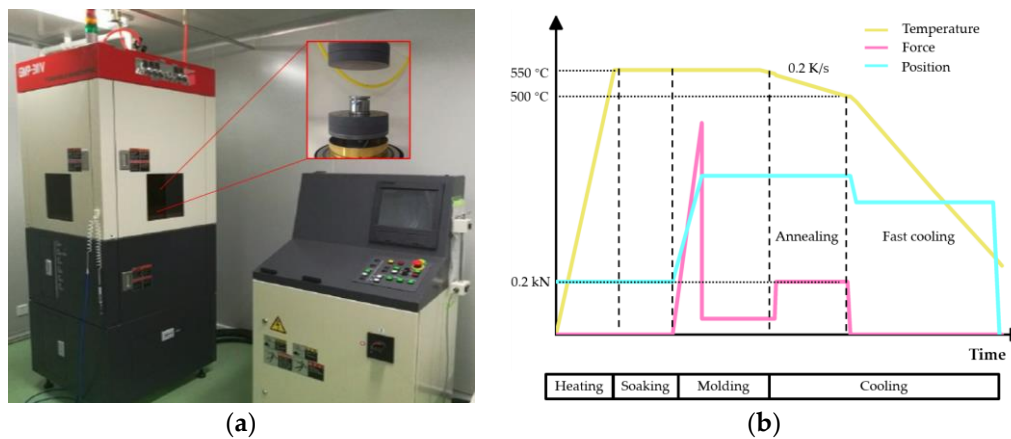 GMP-311V
Temperature
Force
Position
550 °C
0.2 K/s
500 °C
Annealing
Fast cooling
0.2 kN
Time
Heating
Soaking
Molding
Cooling
(a)
(b)